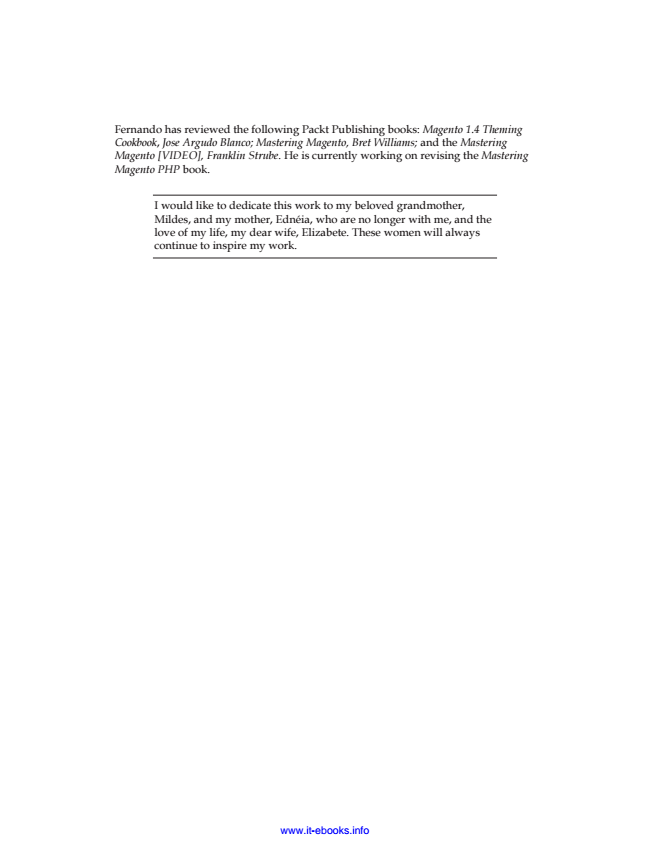 Fernando has reviewed the following Packt Publishing books: Magento 1.4 Theming
Cookbook, Jose Argudo Blanco; Mastering Magento, Bret Williams; and the Mastering
Magento [VIDEO], Franklin Strube. He is currently working on revising the Mastering
Magento PHP book.
I would like to dedicate this work to my beloved grandmother,
Mildes, and my mother, Ednéia, who are no longer with me, and the
love of my life, my dear wife, Elizabete. These women will always
continue to inspire my work.
www.it-ebooks.info